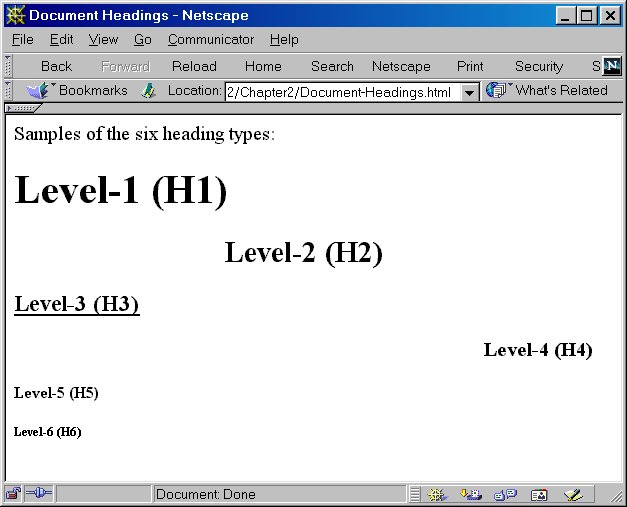 Document Headings - Netscape
File Edit View Go Communicator Help
Back Forward Reload Home Search Netscape Print Security S N
Bookmarks Location: 2/Chapter2/Document-Headings.html What's Related
Samples of the six heading types:
Level-1 (H1)
Level-2 (H2)
Level-3 (H3)
Level-4 (H4)
Level-5 (H5)
Level-6 (H6)
Document: Done